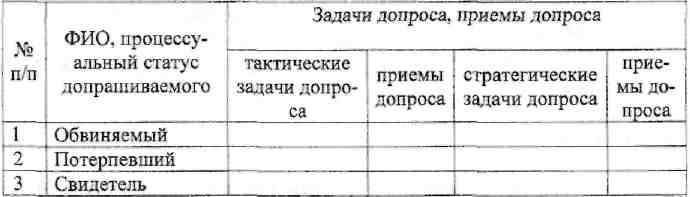 № п/п
ФИО, процессу-
альный статус
допрашиваемого
Задачи допроса, приемы допроса
тактические
задачи допро-
са
приемы
допроса
стратегические
задачи допроса
прие-
мы до-
проса
1 Обвиняемый
2 Потерпевший
3 Свидетель